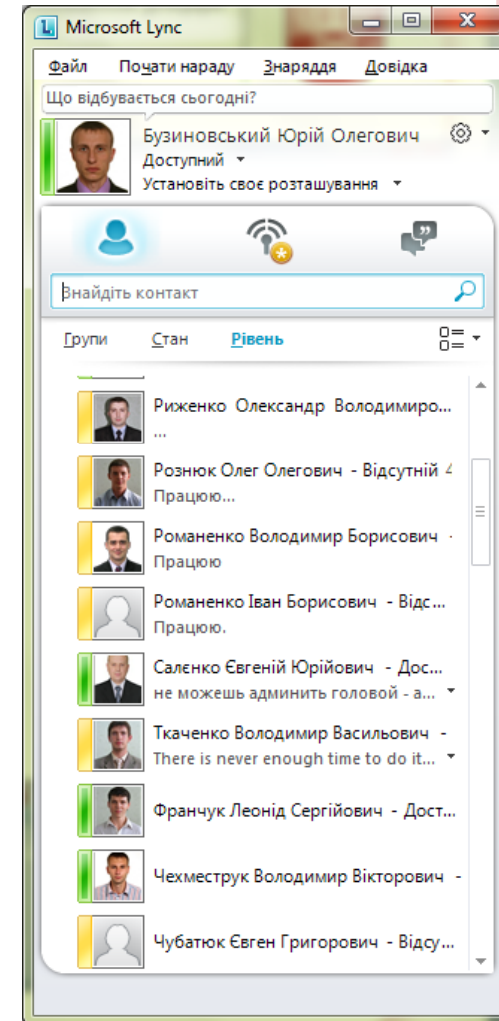 Microsoft Lync
Файл Почати нараду Знаряддя Довідка
Що відбувається сьогодні?
Бузиновський Юрій Олегович
Доступний
Установіть своє розташування
Знайдіть контакт
Групи Стан Рівень
Риженко Олександр Володимиро...
...
Рознюк Олег Олегович - Відсутній 4
Працюю...
Романенко Володимир Борисович -
Працюю
Романенко Іван Борисович - Відс...
Працюю.
Саленко Євгеній Юрійович - Дос...
не можешь админить головой - а...
Ткаченко Володимир Васильович -
There is never enough time to do it...
Франчук Леонід Сергійович - Дост...
Чехместрук Володимир Вікторович -
Чубатюк Євген Григорович - Відсу...